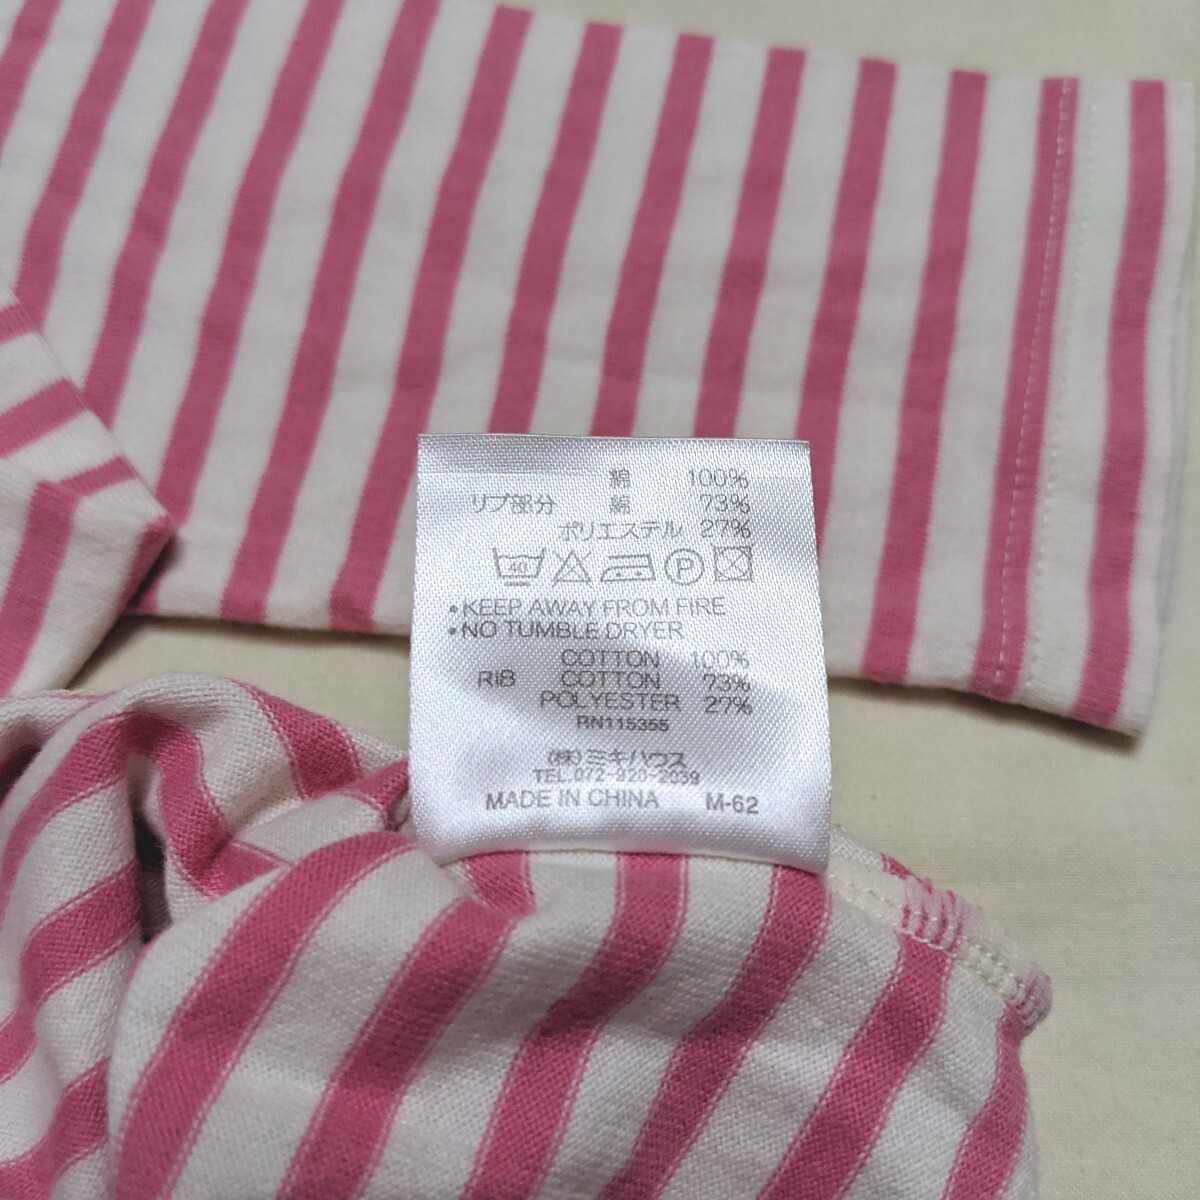 綿 100%
リブ部分 綿 73%
ポリエステル 27%
40 P
•KEEP AWAY FROM FIRE
•NO TUMBLE DRYER
COTTON 100%
RIB COTTON 73%
POLYESTER 27%
RN115355
(株)ミキハウス
TEL.072-920-2039
MADE IN CHINA M-62